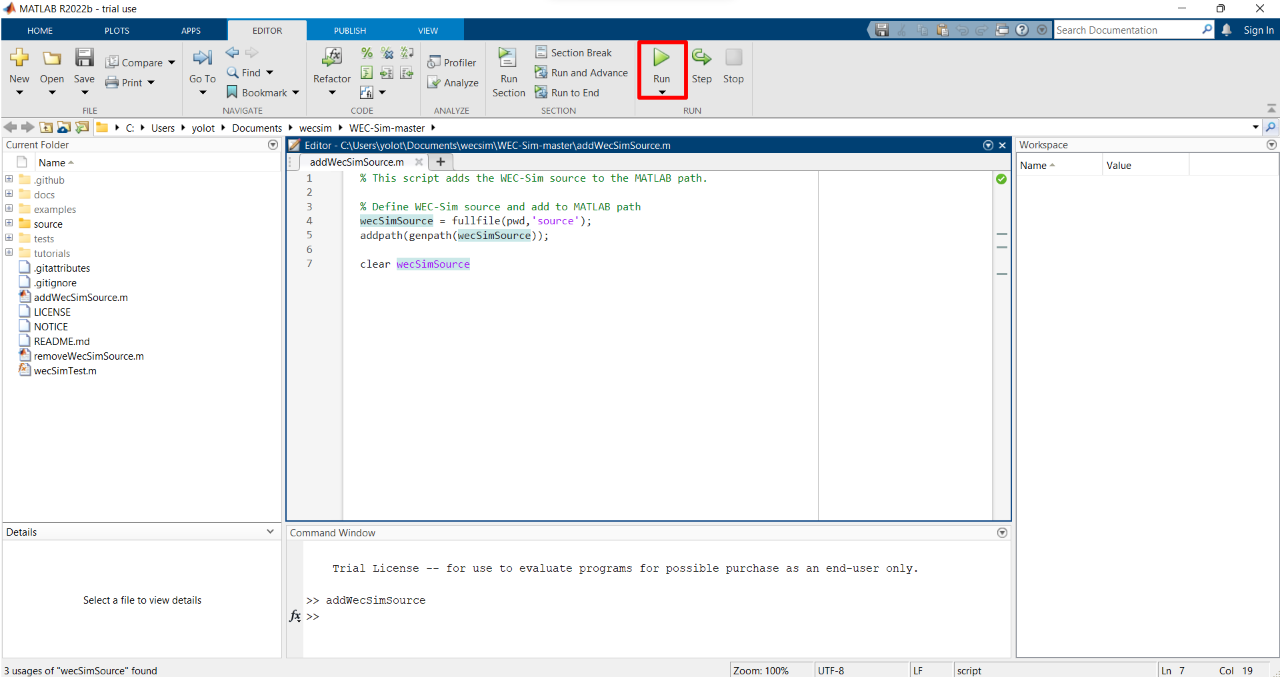 MATLAB R2022b - trial use
HOME PLOTS APPS EDITOR PUBLISH VIEW
Search Documentation
Sign In
New Open Save
Compare
Print
FILE
Go To
Find
Bookmark
NAVIGATE
Refactor
CODE
Profiler
Analyze
ANALYZE
Run Section
Section Break
Run and Advance
Run to End
SECTION
Run Step Stop
RUN
C: Users yolot Documents wecsim WEC-Sim-master
Current Folder
Name
.github
docs
examples
source
tests
tutorials
.gitattributes
.gitignore
addWecSimSource.m
LICENSE
NOTICE
README.md
removeWecSimSource.m
wecSimTest.m
Details
Select a file to view details
Editor - C:\Users\yolot\Documents\wecsim\WEC-Sim-master\addWecSimSource.m
addWecSimSource.m
1 % This script adds the WEC-Sim source to the MATLAB path.
2
3 % Define WEC-Sim source and add to MATLAB path
4 wecSimSource = fullfile(pwd,'source');
5 addpath(genpath(wecSimSource));
6
7 clear wecSimSource
Command Window
Trial License -- for use to evaluate programs for possible purchase as an end-user only.
>> addWecSimSource
fx >>
Workspace
Name Value
3 usages of "wecSimSource" found
Zoom: 100% UTF-8 LF script Ln 7 Col 19